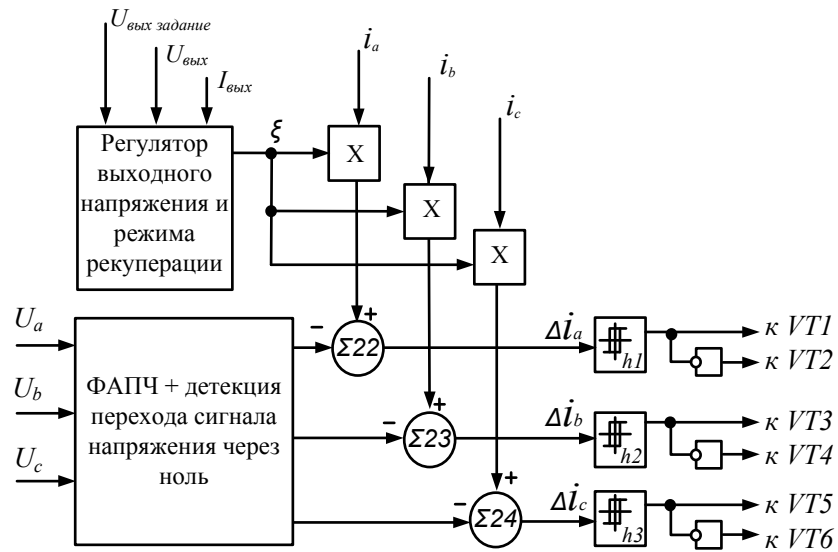 U вых задание
U вых
I вых
i a
i b
i c
Регулятор
выходного
напряжения и
режима
рекуперации
ξ
X
X
X
U a
U b
U c
ФАПЧ + детекция
перехода сигнала
напряжения через
ноль
- +
Σ22
- +
Σ23
- +
Σ24
Δi a
h1
к VT1
к VT2
Δi b
h2
к VT3
к VT4
Δi c
h3
к VT5
к VT6